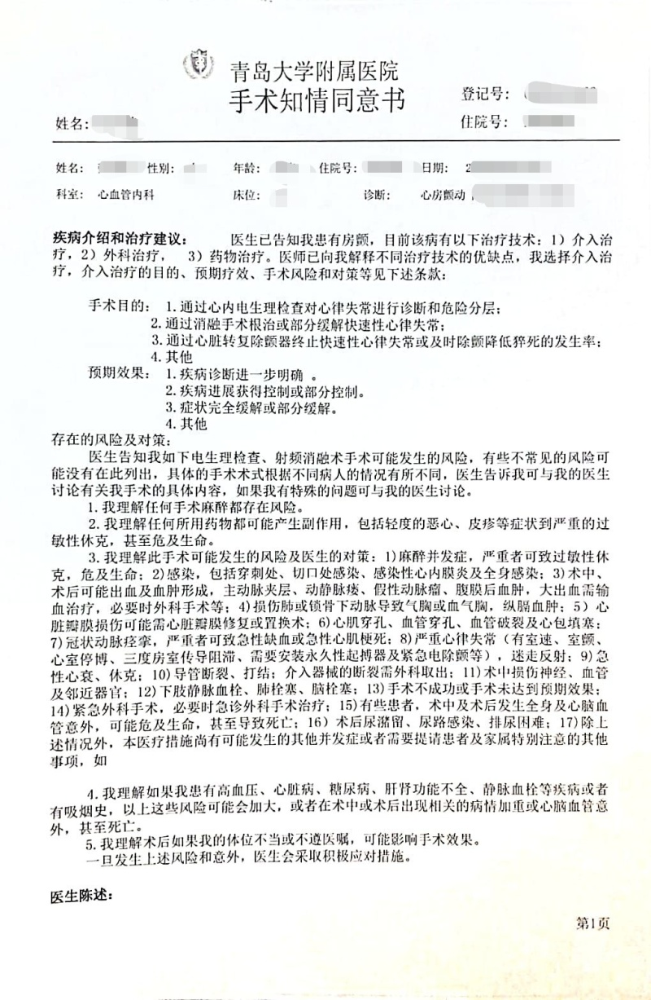 青岛大学附属医院
手术知情同意书
登记号:
姓名:
住院号:
姓名: 性别: 年龄: 住院号: 日期: 2
科室: 心血管内科 床位: 诊断: 心房颤动
疾病介绍和治疗建议: 医生已告知我患有房颤，目前该病有以下治疗技术：1）介入治
疗，2）外科治疗， 3）药物治疗。医师已向我解释不同治疗技术的优缺点，我选择介入治
疗，介入治疗的目的、预期疗效、手术风险和对策等见下述条款：
手术目的： 1.通过心内电生理检查对心律失常进行诊断和危险分层；
2.通过消融手术根治或部分缓解快速性心律失常；
3.通过心脏转复除颤器终止快速性心律失常或及时除颤降低猝死的发生率；
4.其他
预期效果： 1.疾病诊断进一步明确 。
2.疾病进展获得控制或部分控制。
3.症状完全缓解或部分缓解。
4.其他
存在的风险及对策：
医生告知我如下电生理检查、射频消融术手术可能发生的风险，有些不常见的风险可
能没有在此列出，具体的手术术式根据不同病人的情况有所不同，医生告诉我可与我的医生
讨论有关我手术的具体内容，如果我有特殊的问题可与我的医生讨论。
1.我理解任何手术麻醉都存在风险。
2.我理解任何所用药物都可能产生副作用，包括轻度的恶心、皮疹等症状到严重的过
敏性休克，甚至危及生命。
3.我理解此手术可能发生的风险及医生的对策：1)麻醉并发症，严重者可致过敏性休
克，危及生命；2)感染，包括穿刺处、切口处感染、感染性心内膜炎及全身感染；3)术中、
术后可能出血及血肿形成，主动脉夹层、动静脉瘘、假性动脉瘤、腹膜后血肿，大出血需输
血治疗，必要时外科手术等；4)损伤肺或锁骨下动脉导致气胸或血气胸，纵膈血肿；5）心
脏瓣膜损伤可能需心脏瓣膜修复或置换术；6)心肌穿孔、血管穿孔、血管破裂及心包填塞；
7)冠状动脉痉挛，严重者可致急性缺血或急性心肌梗死；8)严重心律失常（有室速、室颤、
心室停搏、三度房室传导阻滞、需要安装永久性起搏器及紧急电除颤等），迷走反射；9)急
性心衰、休克；10)导管断裂、打结；介入器械的断裂需外科取出；11)术中损伤神经、血管
及邻近器官；12)下肢静脉血栓、肺栓塞、脑栓塞；13)手术不成功或手术未达到预期效果；
14)紧急外科手术，必要时急诊外科手术治疗；15)有些患者，术中及术后发生全身及心脑血
管意外，可能危及生命，甚至导致死亡；16）术后尿潴留、尿路感染、排尿困难；17)除上
述情况外，本医疗措施尚有可能发生的其他并发症或者需要提请患者及家属特别注意的其他
事项，如
4.我理解如果我患有高血压、心脏病、糖尿病、肝肾功能不全、静脉血栓等疾病或者
有吸烟史，以上这些风险可能会加大，或者在术中或术后出现相关的病情加重或心脑血管意
外，甚至死亡。
5.我理解术后如果我的体位不当或不遵医嘱，可能影响手术效果。
一旦发生上述风险和意外，医生会采取积极应对措施。
医生陈述：
第1页